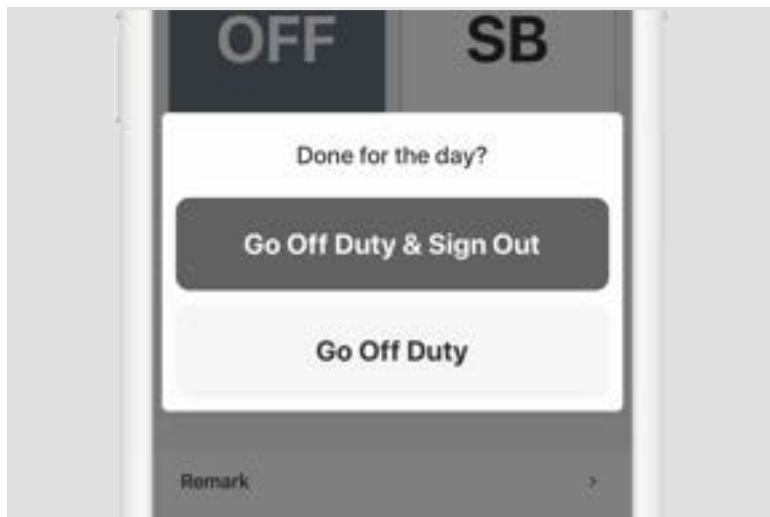 OFF
SB
Done for the day?
Go Off Duty & Sign Out
Go Off Duty
Remark